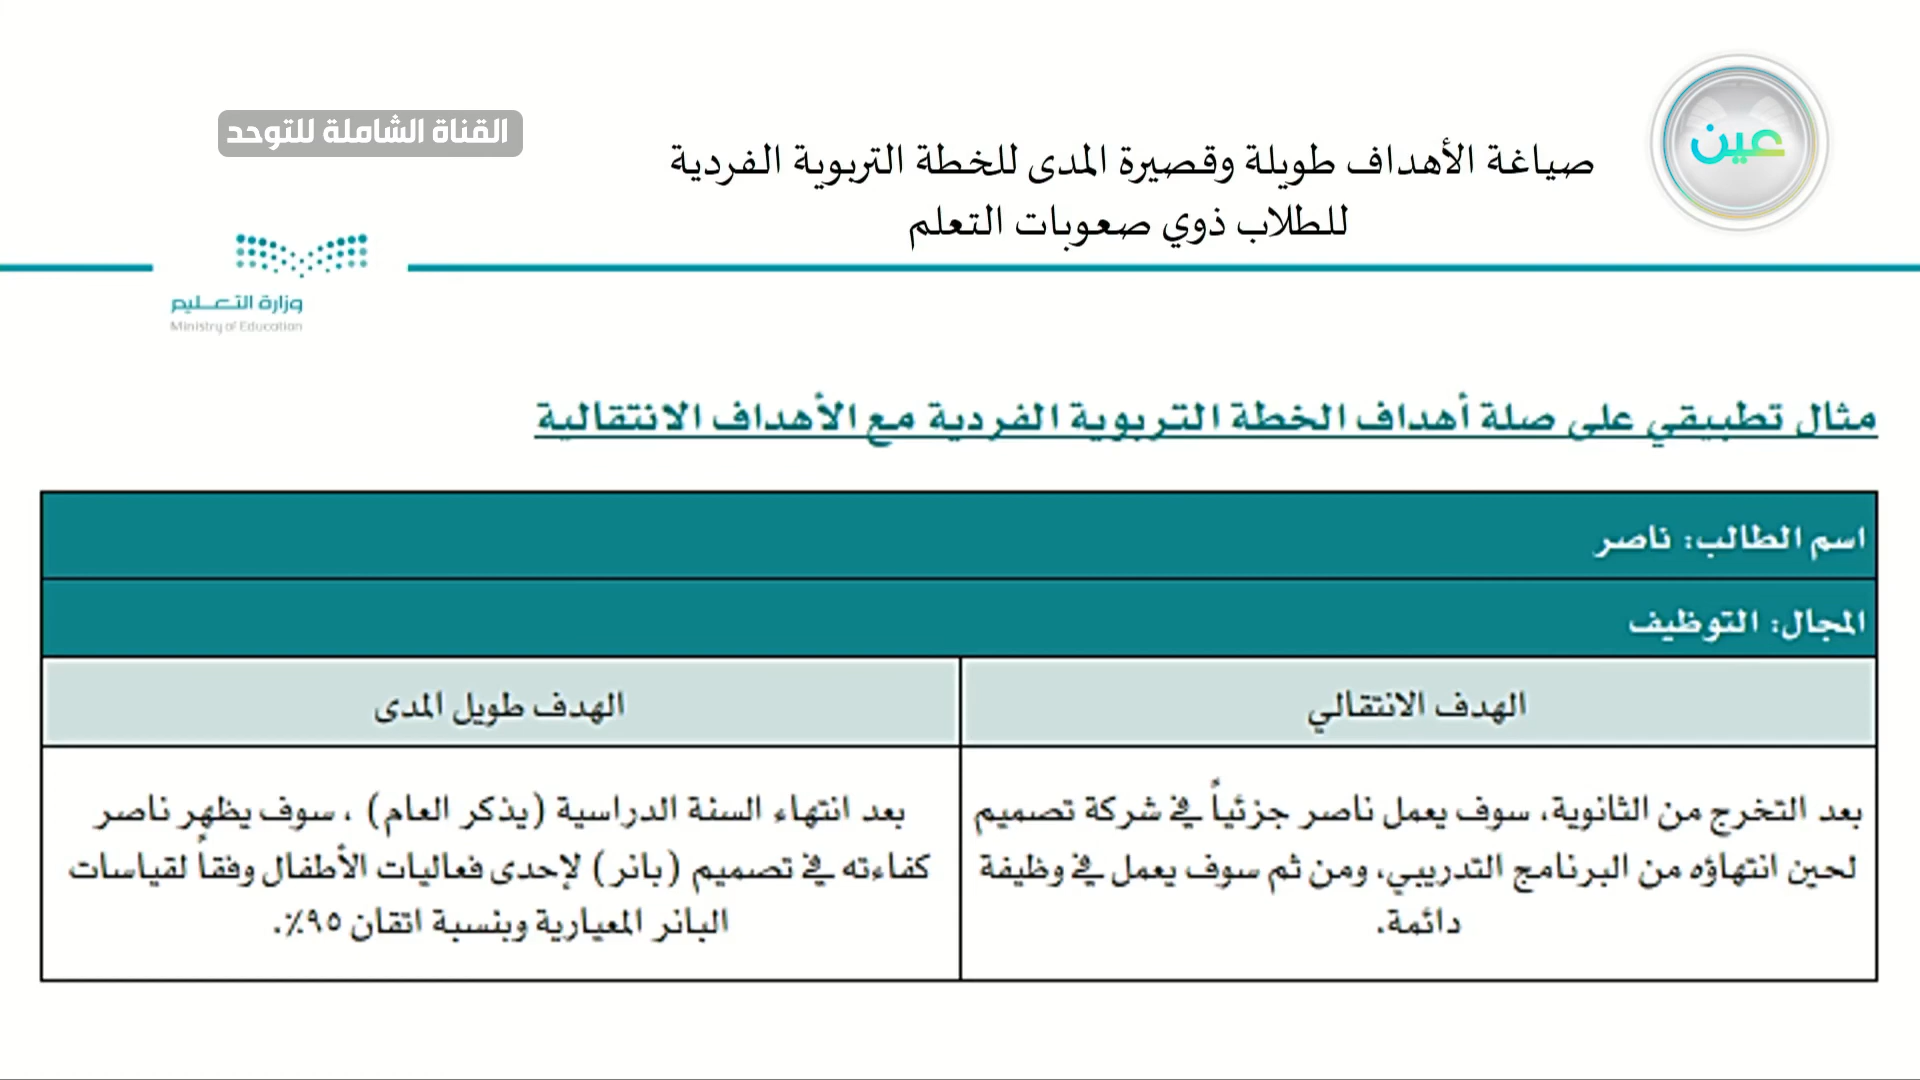 عين
القناة الشاملة للتوحد
صياغة الأهداف طويلة وقصيرة المدى للخطة التربوية الفردية
للطلاب ذوي صعوبات التعلم
وزارة التعليم
Ministry of Education
مثال تطبيقي على صلة أهداف الخطة التربوية الفردية مع الأهداف الانتقالية
اسم الطالب: ناصر
المجال: التوظيف
الهدف الانتقالي
الهدف طويل المدى
بعد التخرج من الثانوية، سوف يعمل ناصر جزئياً في شركة تصميم
لحين انتهاؤه من البرنامج التدريبي، ومن ثم سوف يعمل في وظيفة
دائمة.
بعد انتهاء السنة الدراسية (يذكر العام) ، سوف يظهر ناصر
كفاءته في تصميم (بانر) لإحدى فعاليات الأطفال وفقاً لقياسات
البانر المعيارية وبنسبة اتقان ٩٥٪.